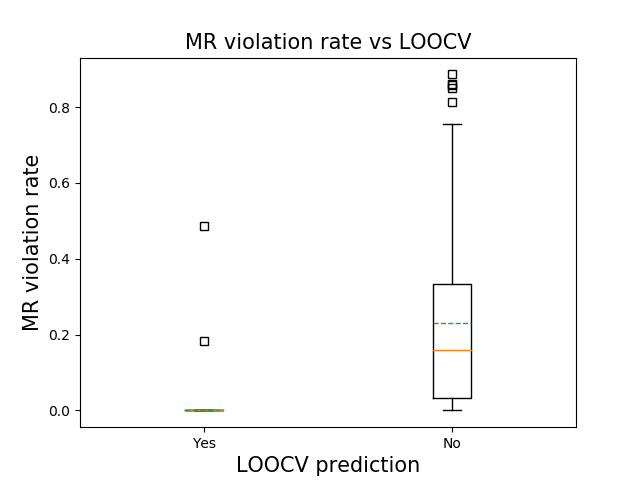 MR violation rate vs LOOCV
MR violation rate
0.8
0.6
0.4
0.2
0.0
Yes
No
LOOCV prediction